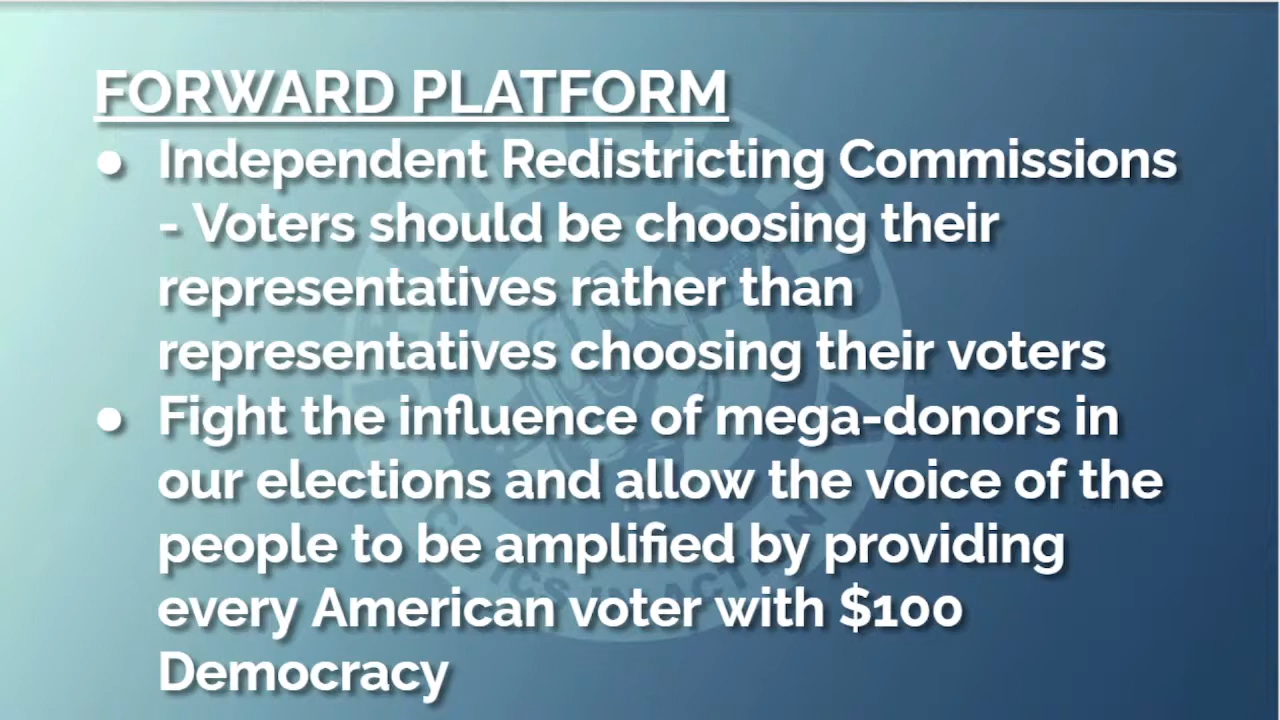 FORWARD PLATFORM
● Independent Redistricting Commissions
- Voters should be choosing their
representatives rather than
representatives choosing their voters
● Fight the influence of mega-donors in
our elections and allow the voice of the
people to be amplified by providing
every American voter with $100
Democracy